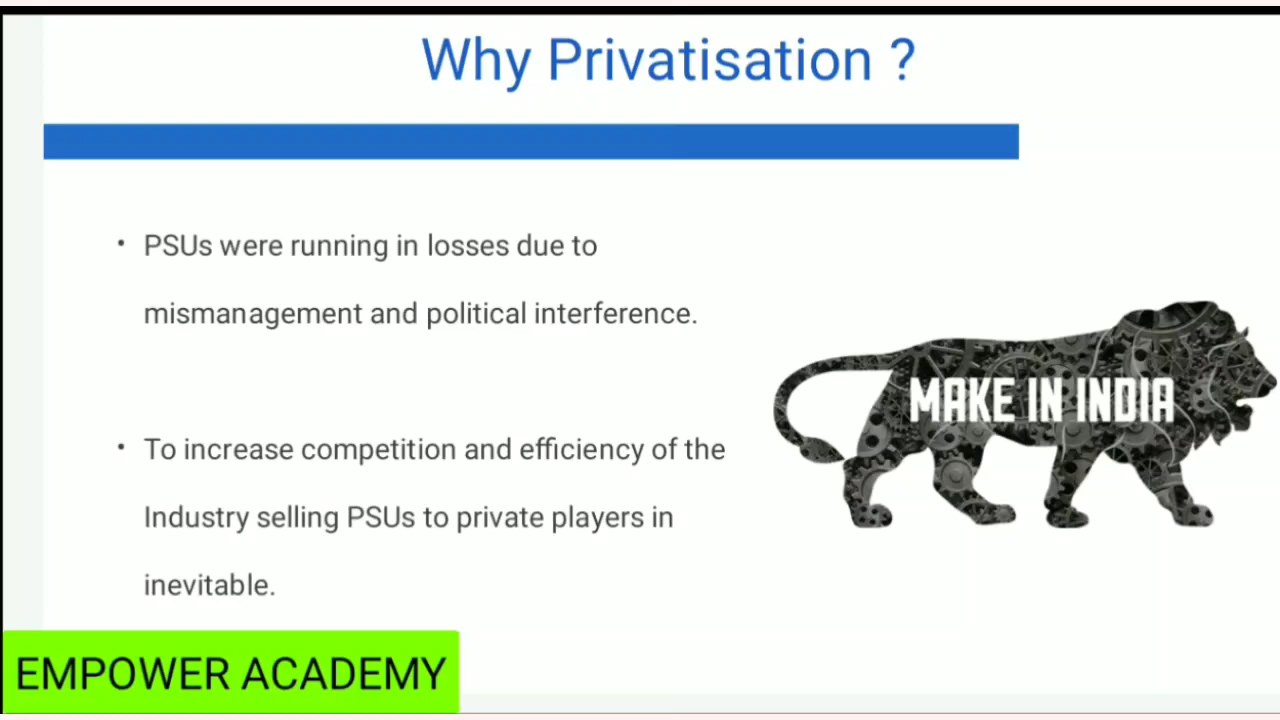 Why Privatisation ?
• PSUs were running in losses due to
mismanagement and political interference.
MAKE IN INDIA
• To increase competition and efficiency of the
Industry selling PSUs to private players in
inevitable.
EMPOWER ACADEMY